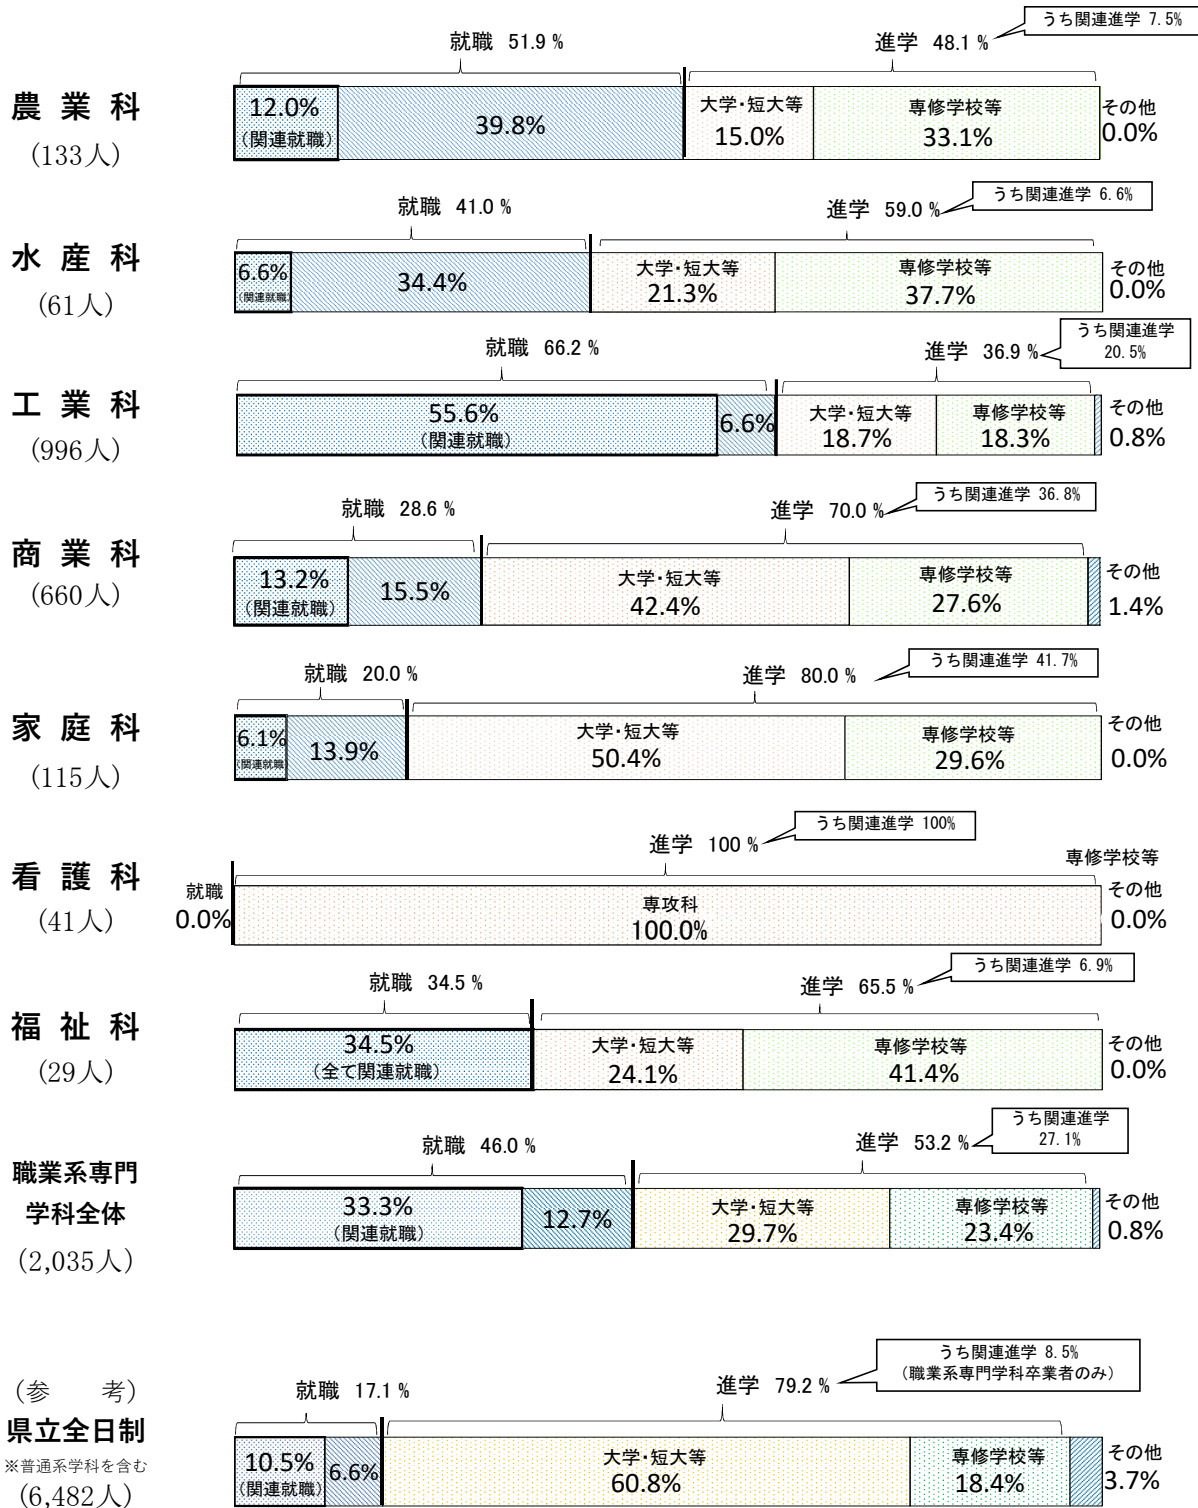 うち関連進学 7.5%
就職 51.9 %
進学 48.1 %
農業科
(133人)
12.0%
(関連就職)
39.8%
大学・短大等
15.0%
専修学校等
33.1%
その他
0.0%
うち関連進学 6.6%
就職 41.0 %
進学 59.0 %
水産科
(61人)
6.6%
(関連就職)
34.4%
大学・短大等
21.3%
専修学校等
37.7%
その他
0.0%
うち関連進学
20.5%
就職 66.2 %
進学 36.9 %
工業科
(996人)
55.6%
(関連就職)
6.6%
大学・短大等
18.7%
専修学校等
18.3%
その他
0.8%
うち関連進学 36.8%
就職 28.6 %
進学 70.0 %
商業科
(660人)
13.2%
(関連就職)
15.5%
大学・短大等
42.4%
専修学校等
27.6%
その他
1.4%
うち関連進学 41.7%
就職 20.0 %
進学 80.0 %
家庭科
(115人)
6.1%
(関連就職)
13.9%
大学・短大等
50.4%
専修学校等
29.6%
その他
0.0%
うち関連進学 100%
進学 100 %
専修学校等
看護科
(41人)
就職
0.0%
専攻科
100.0%
その他
0.0%
うち関連進学 6.9%
就職 34.5 %
進学 65.5 %
福祉科
(29人)
34.5%
(全て関連就職)
大学・短大等
24.1%
専修学校等
41.4%
その他
0.0%
うち関連進学
27.1%
就職 46.0 %
進学 53.2 %
職業系専門
学科全体
(2,035人)
33.3%
(関連就職)
12.7%
大学・短大等
29.7%
専修学校等
23.4%
その他
0.8%
うち関連進学 8.5%
(職業系専門学科卒業者のみ)
就職 17.1 %
進学 79.2 %
(参 考)
県立全日制
※普通系学科を含む
(6,482人)
10.5%
(関連就職)
6.6%
大学・短大等
60.8%
専修学校等
18.4%
その他
3.7%